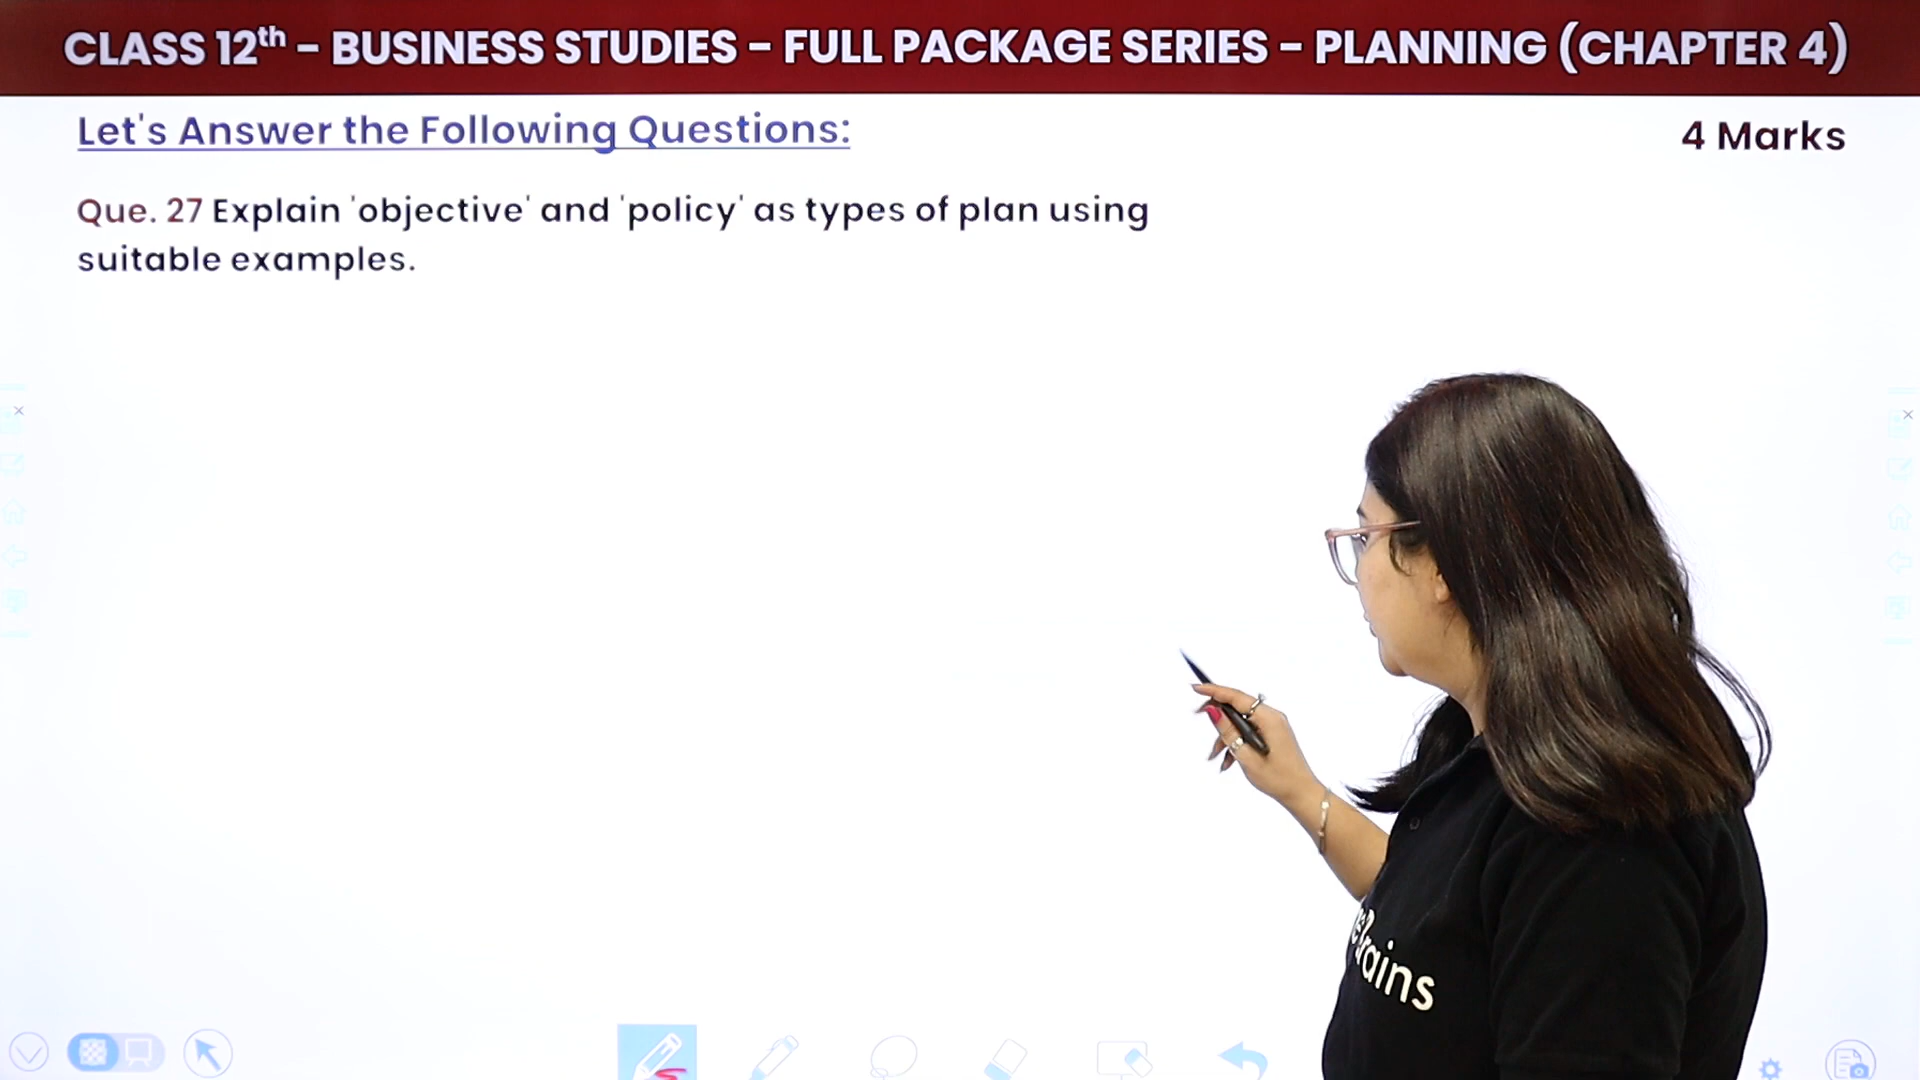 CLASS 12th – BUSINESS STUDIES – FULL PACKAGE SERIES – PLANNING (CHAPTER 4)
Let's Answer the Following Questions:
4 Marks
Que. 27 Explain 'objective' and 'policy' as types of plan using
suitable examples.